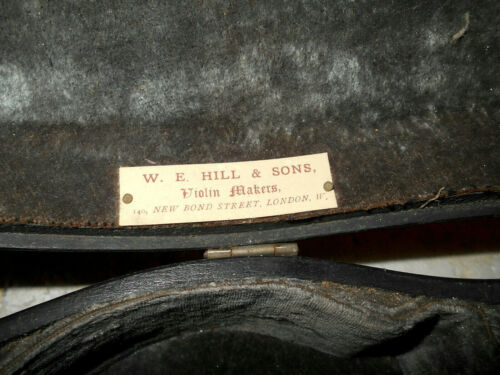 W. E. HILL & SONS,
Violin Makers,
140, NEW BOND STREET, LONDON, W.